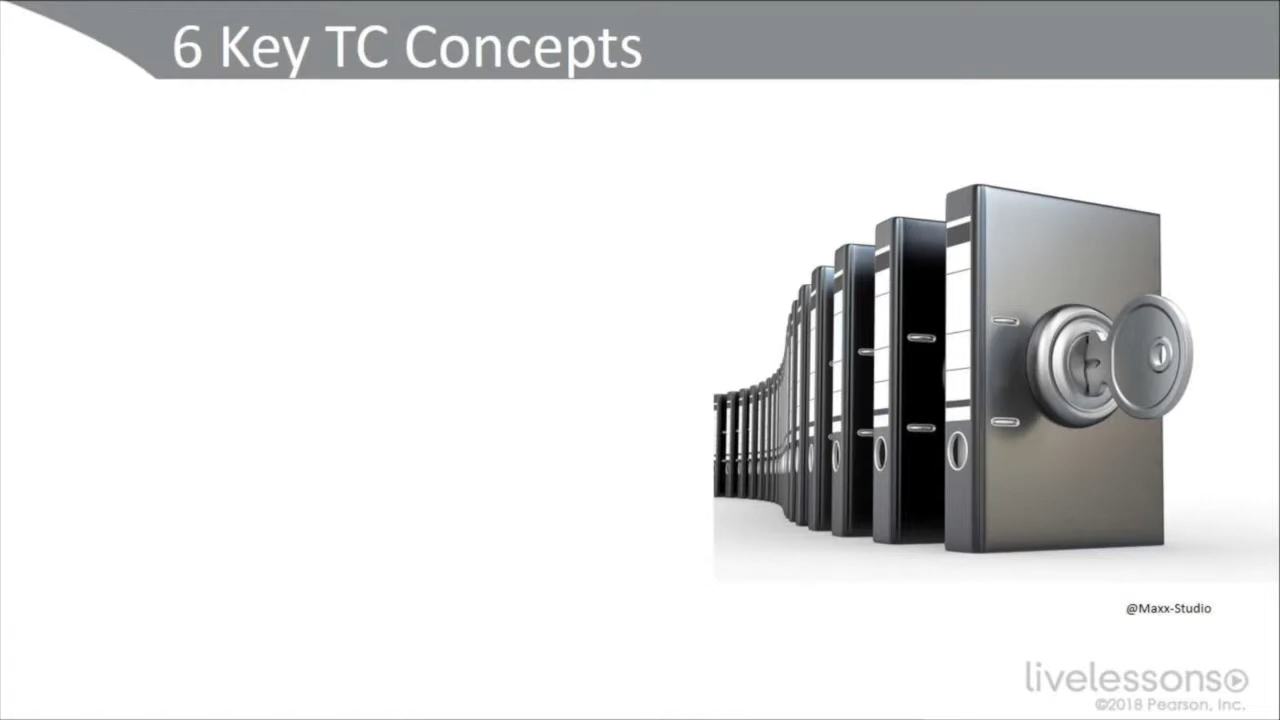 6 Key TC Concepts
@Maxx-Studio
livelessons
©2018 Pearson, Inc.